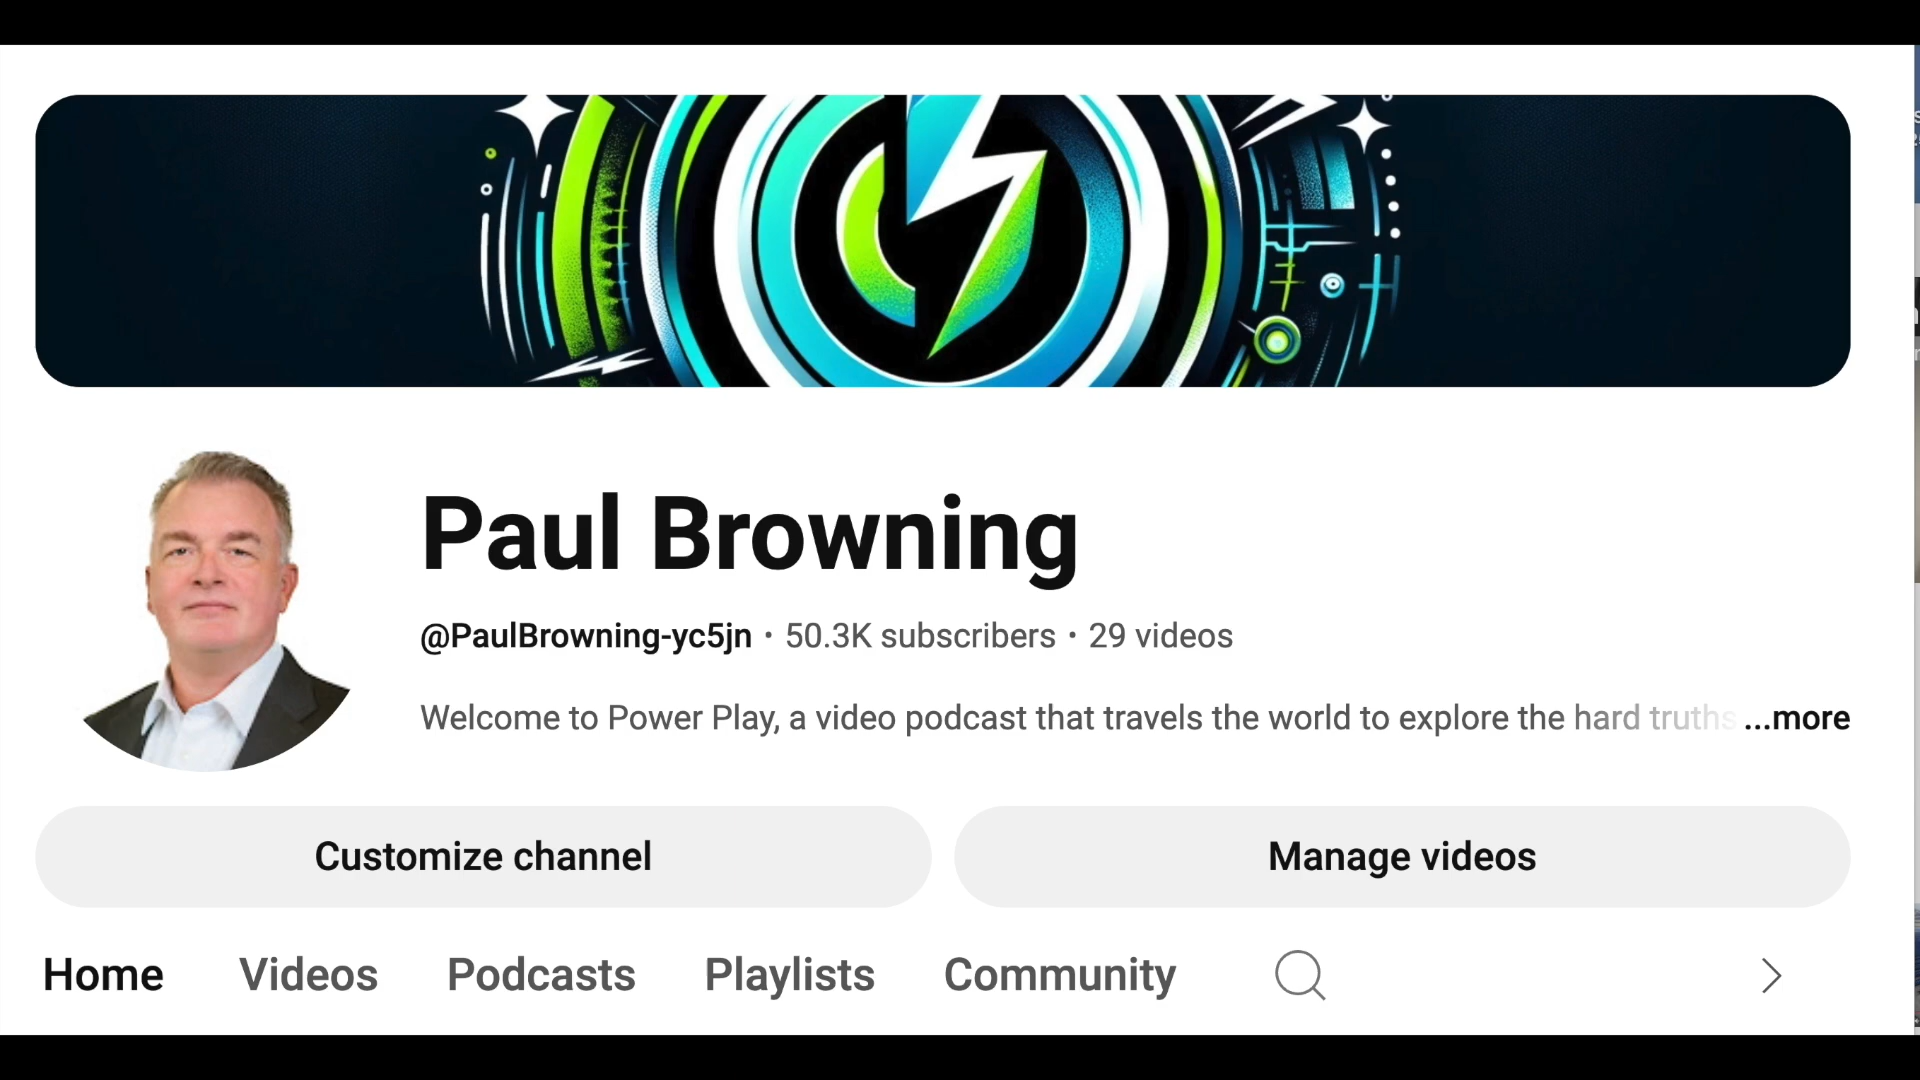 Paul Browning
@PaulBrowning-yc5jn • 50.3K subscribers • 29 videos
Welcome to Power Play, a video podcast that travels the world to explore the hard truths ...more
Customize channel
Manage videos
Home
Videos
Podcasts
Playlists
Community